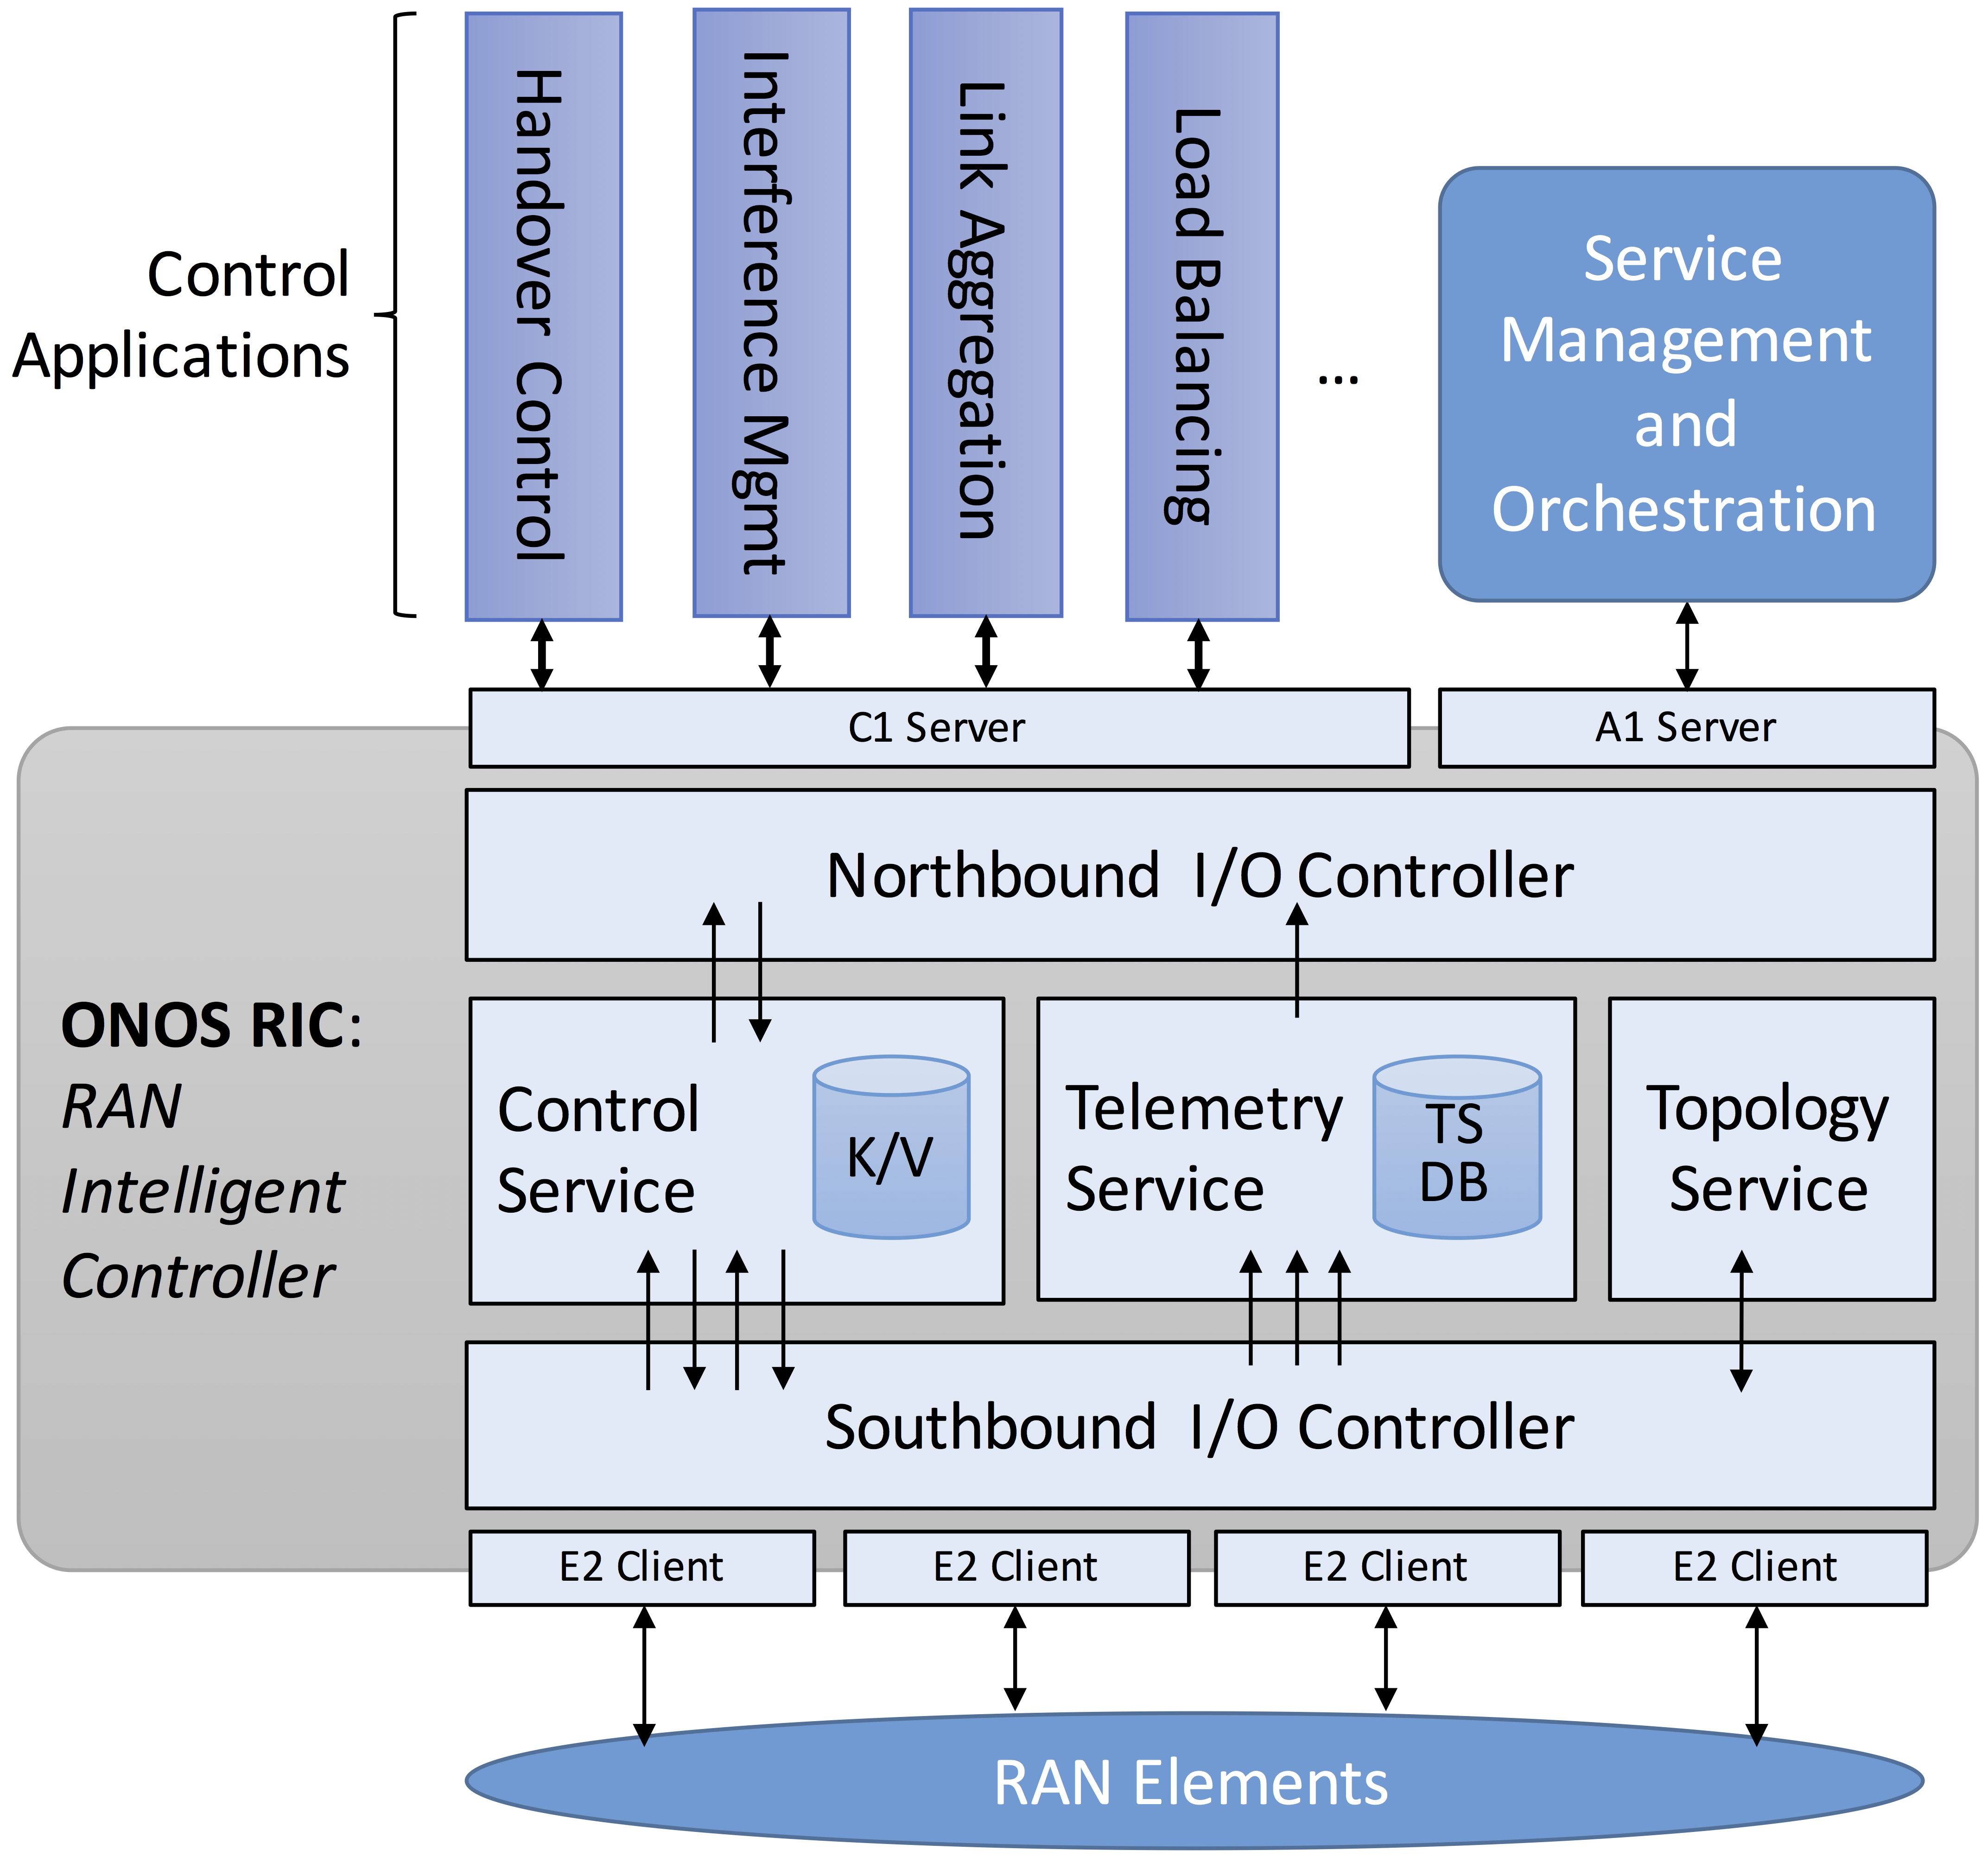 Control
Applications
Handover Control
Interference Mgmt
Link Aggregation
Load Balancing
...
Service
Management
and
Orchestration
C1 Server
A1 Server
Northbound I/O Controller
ONOS RIC:
RAN
Intelligent
Controller
Control
Service
K/V
Telemetry
Service
TS
DB
Topology
Service
Southbound I/O Controller
E2 Client
E2 Client
E2 Client
E2 Client
RAN Elements